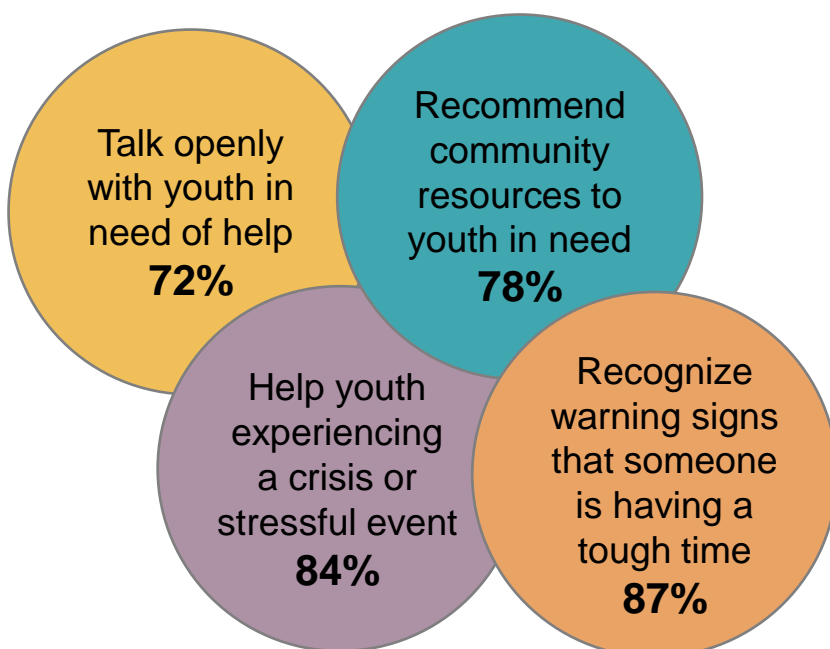 Talk openly
with youth in
need of help
72%
Recommend
community
resources to
youth in need
78%
Help youth
experiencing
a crisis or
stressful event
84%
Recognize
warning signs
that someone
is having a
tough time
87%